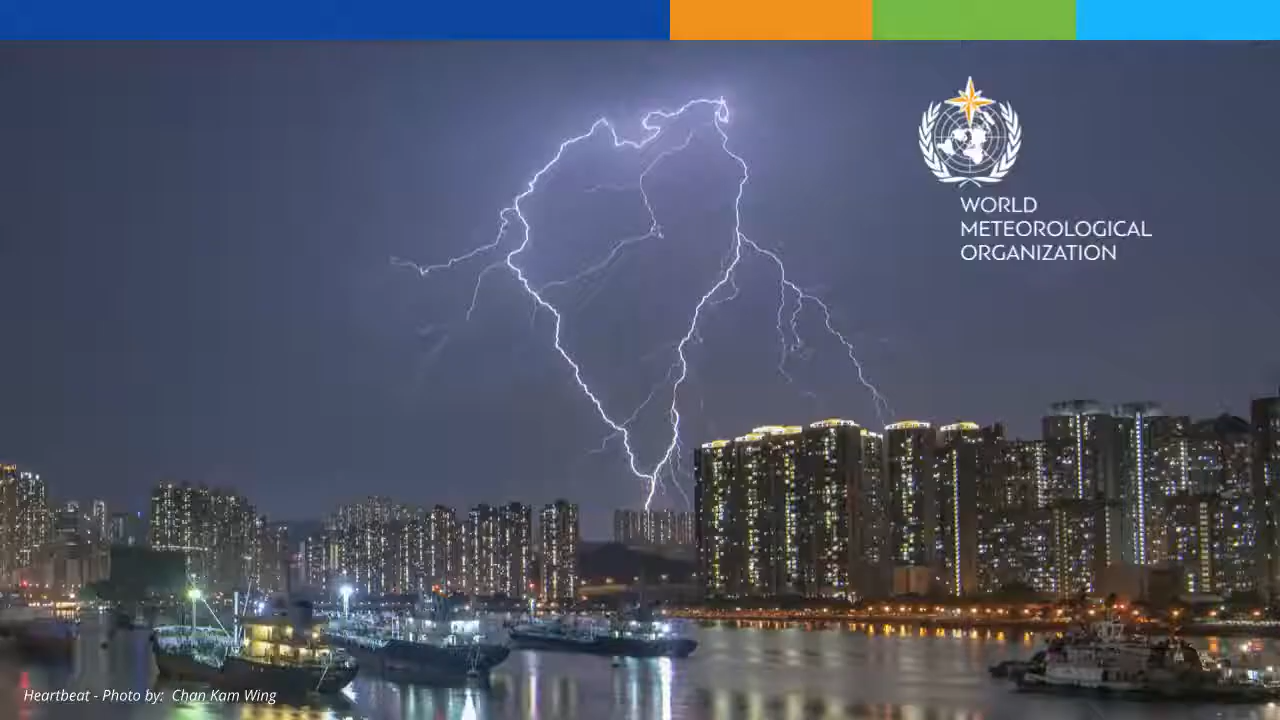 WORLD
METEOROLOGICAL
ORGANIZATION
Heartbeat - Photo by: Chan Kam Wing